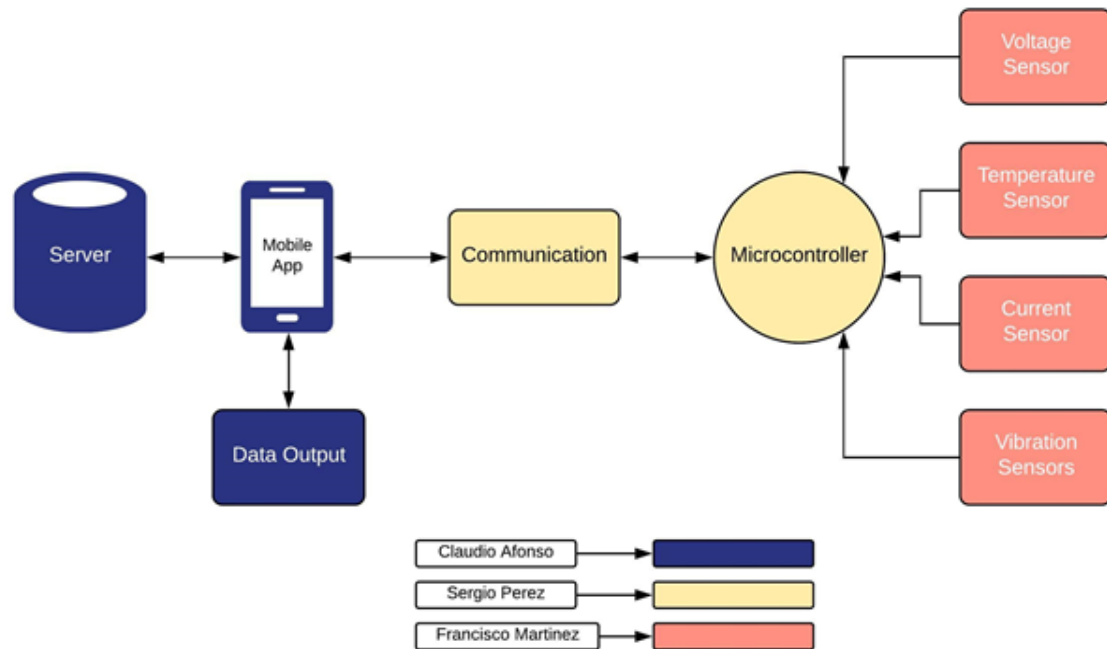 Voltage
Sensor
Temperature
Sensor
Server
Mobile
App
Communication
Microcontroller
Current
Sensor
Data Output
Vibration
Sensors
Claudio Afonso
Sergio Perez
Francisco Martinez